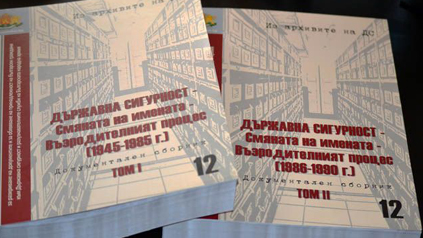 Из архивите на ДС
ДЪРЖАВНА СИГУРНОСТ -
Смяната на имената -
Възродителният процес
(1945-1985 г.)
Документален сборник
ТОМ I
12
Из архивите на ДС
ДЪРЖАВНА СИГУРНОСТ -
Смяната на имената -
Възродителният процес
(1986-1990 г.)
Документален сборник
ТОМ II
12